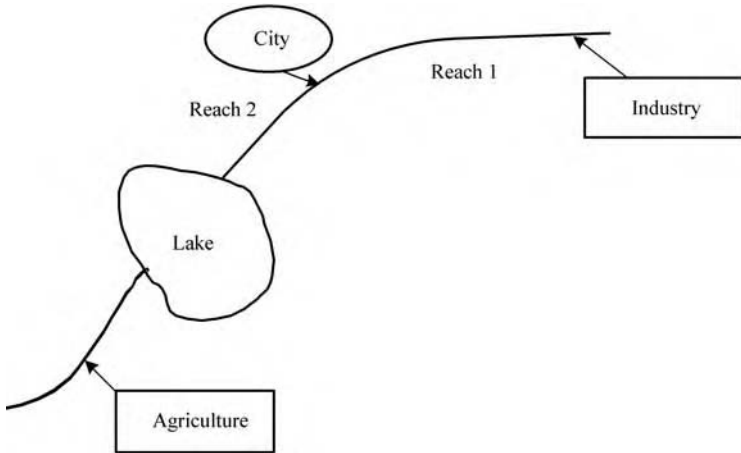 City
Reach 1
Reach 2
Industry
Lake
Agriculture